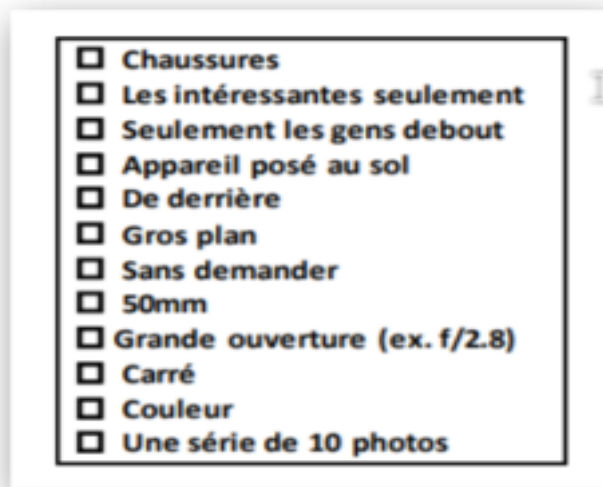 ☐ Chaussures
☐ Les intéressantes seulement
☐ Seulement les gens debout
☐ Appareil posé au sol
☐ De derrière
☐ Gros plan
☐ Sans demander
☐ 50mm
☐ Grande ouverture (ex. f/2.8)
☐ Carré
☐ Couleur
☐ Une série de 10 photos